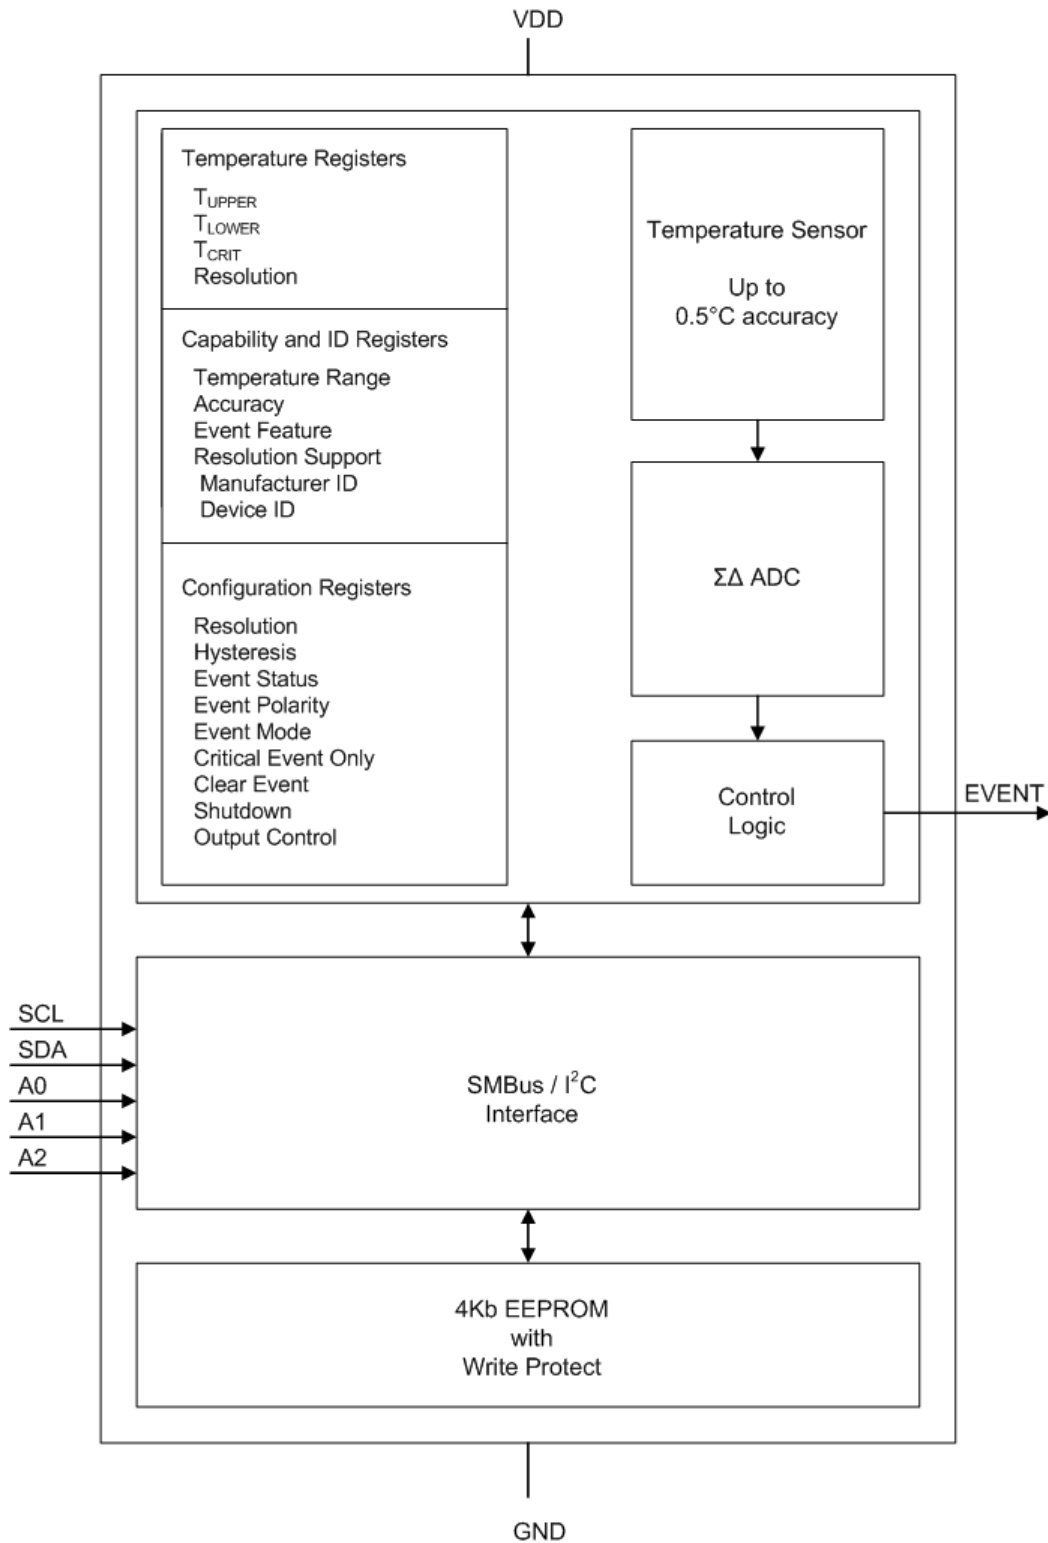 VDD
Temperature Registers
TUPPER
TLOWER
TCRIT
Resolution
Capability and ID Registers
Temperature Range
Accuracy
Event Feature
Resolution Support
Manufacturer ID
Device ID
Configuration Registers
Resolution
Hysteresis
Event Status
Event Polarity
Event Mode
Critical Event Only
Clear Event
Shutdown
Output Control
Temperature Sensor
Up to
0.5°C accuracy
ΣΔ ADC
Control
Logic
EVENT
SCL
SDA
A0
A1
A2
SMBus / I²C
Interface
4Kb EEPROM
with
Write Protect
GND